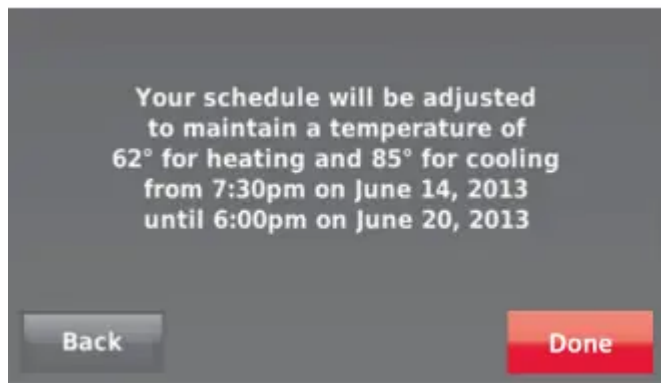 Your schedule will be adjusted
to maintain a temperature of
62° for heating and 85° for cooling
from 7:30pm on June 14, 2013
until 6:00pm on June 20, 2013
Back
Done